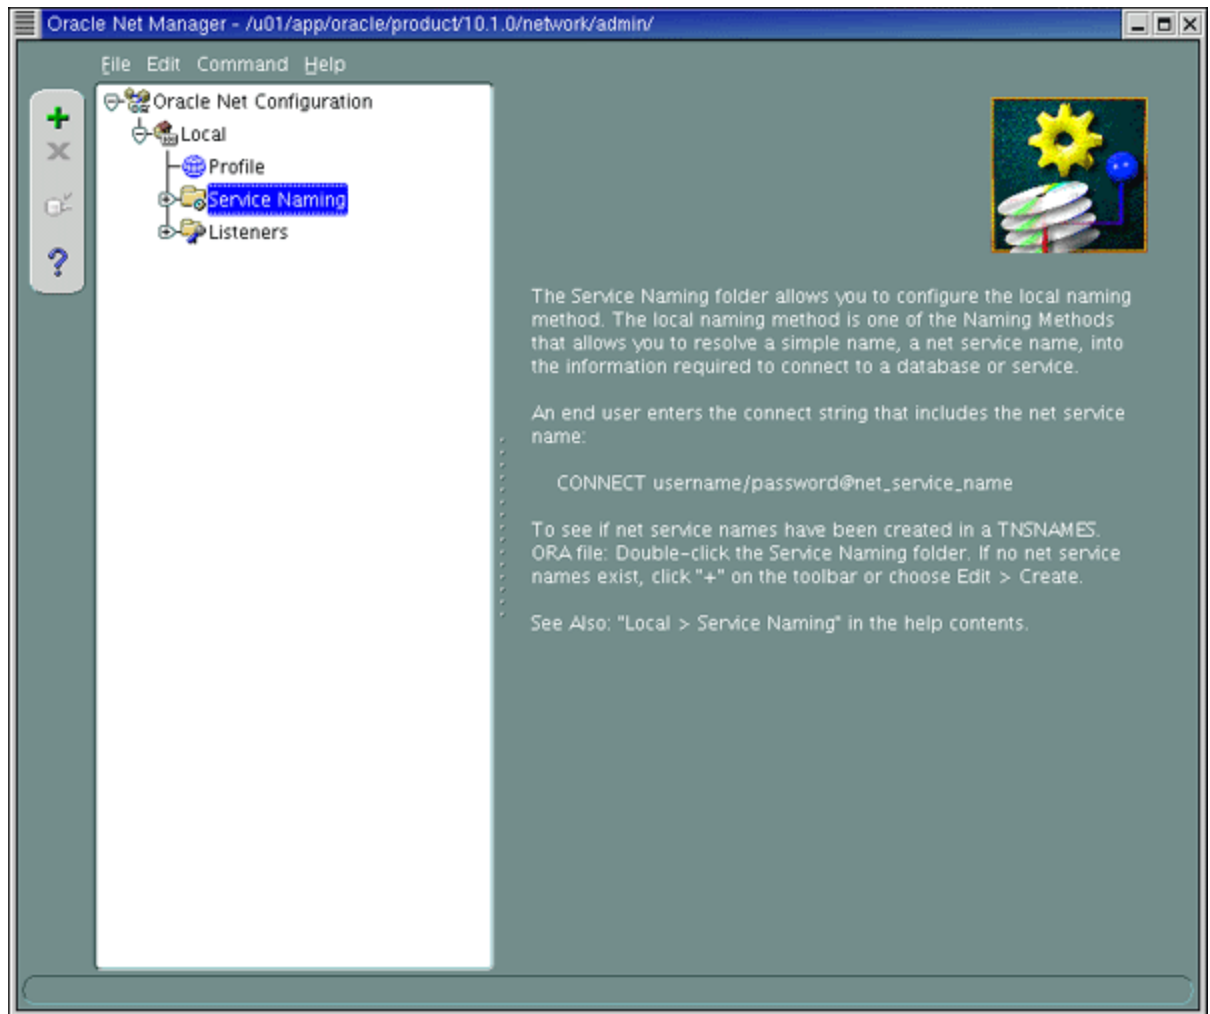 Oracle Net Manager - /u01/app/oracle/product/10.1.0/network/admin/
File Edit Command Help
Oracle Net Configuration
Local
Profile
Service Naming
Listeners
The Service Naming folder allows you to configure the local naming
method. The local naming method is one of the Naming Methods
that allows you to resolve a simple name, a net service name, into
the information required to connect to a database or service.
An end user enters the connect string that includes the net service
name:
CONNECT username/password@net_service_name
To see if net service names have been created in a TNSNAMES.
ORA file: Double-click the Service Naming folder. If no net service
names exist, click "+" on the toolbar or choose Edit > Create.
See Also: "Local > Service Naming" in the help contents.